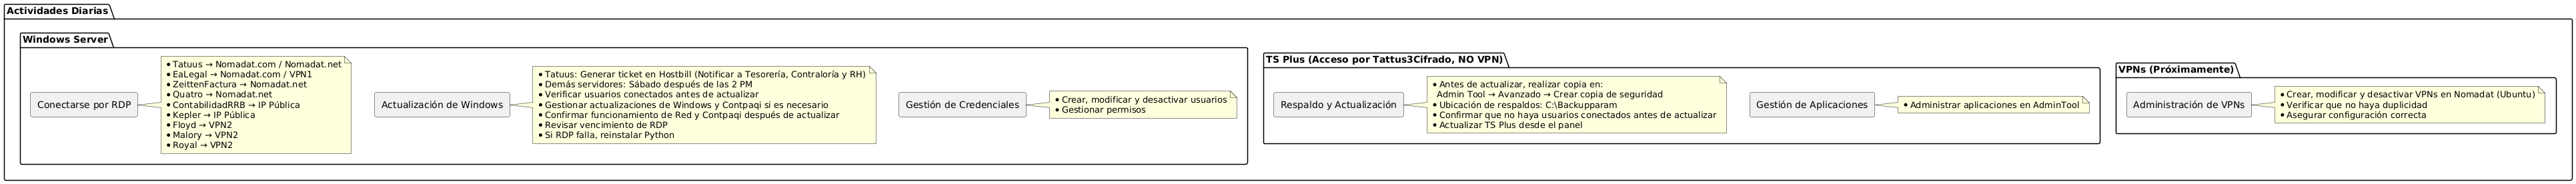 Actividades Diarias
Windows Server
Conectarse por RDP
• Tatuus → Nomadat.com / Nomadat.net
• EaLegal → Nomadat.com / VPN1
• ZeittenFactura → Nomadat.net
• Quatro → Nomadat.net
• ContabilidadRRB → IP Pública
• Kepler → IP Pública
• Floyd → VPN2
• Malory → VPN2
• Royal → VPN2
Actualización de Windows
• Tatuus: Generar ticket en Hostbill (Notificar a Tesorería, Contraloría y RH)
• Demás servidores: Sábado después de las 2 PM
• Verificar usuarios conectados antes de actualizar
• Gestionar actualizaciones de Windows y Contpaqi si es necesario
• Confirmar funcionamiento de Red y Contpaqi después de actualizar
• Revisar vencimiento de RDP
• Si RDP falla, reinstalar Python
Gestión de Credenciales
• Crear, modificar y desactivar usuarios
• Gestionar permisos
TS Plus (Acceso por Tattus3Cifrado, NO VPN)
Respaldo y Actualización
• Antes de actualizar, realizar copia en:
Admin Tool → Avanzado → Crear copia de seguridad
• Ubicación de respaldos: C:\Backupparam
• Confirmar que no haya usuarios conectados antes de actualizar
• Actualizar TS Plus desde el panel
Gestión de Aplicaciones
• Administrar aplicaciones en AdminTool
VPNs (Próximamente)
Administración de VPNs
• Crear, modificar y desactivar VPNs en Nomadat (Ubuntu)
• Verificar que no haya duplicidad
• Asegurar configuración correcta